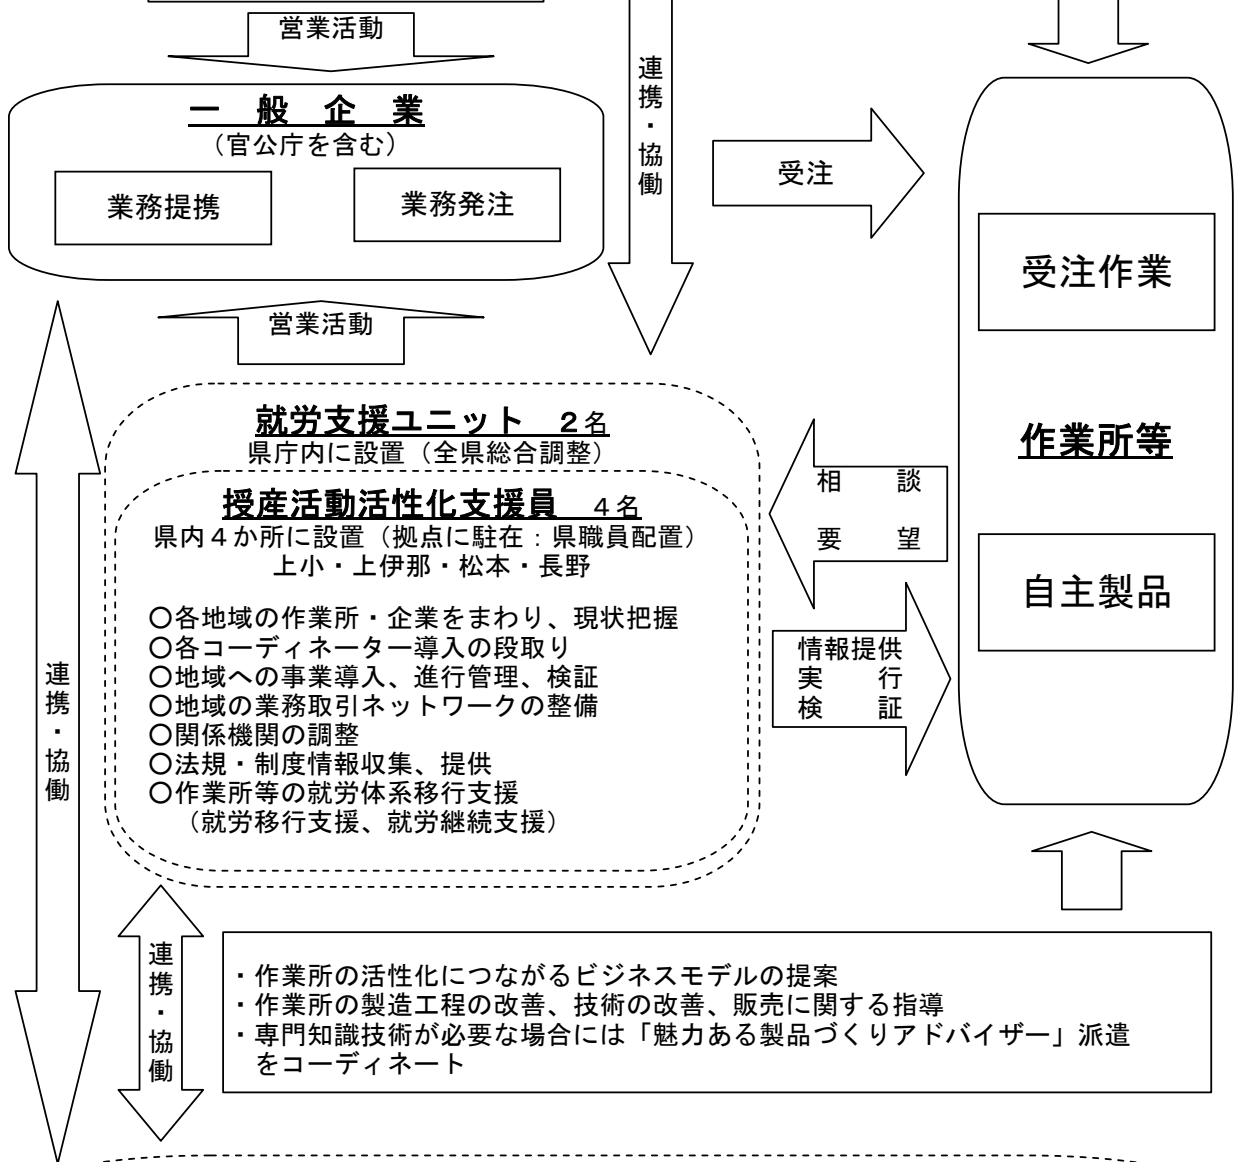 営業活動
連携・協働
一　般　企　業
（官公庁を含む）
業務提携
業務発注
受注
営業活動
受注作業
作業所等
自主製品
就労支援ユニット　２名
県庁内に設置（全県総合調整）
授産活動活性化支援員　４名
県内４か所に設置（拠点に駐在：県職員配置）
上小・上伊那・松本・長野
○各地域の作業所・企業をまわり、現状把握
○各コーディネーター導入の段取り
○地域への事業導入、進行管理、検証
○地域の業務取引ネットワークの整備
○関係機関の調整
○法規・制度情報収集、提供
○作業所等の就労体系移行支援
（就労移行支援、就労継続支援）
相　　談
要　　望
情報提供
実　　行
検　　証
連携・協働
連携・協働
・作業所の活性化につながるビジネスモデルの提案
・作業所の製造工程の改善、技術の改善、販売に関する指導
・専門知識技術が必要な場合には「魅力ある製品づくりアドバイザー」派遣
をコーディネート